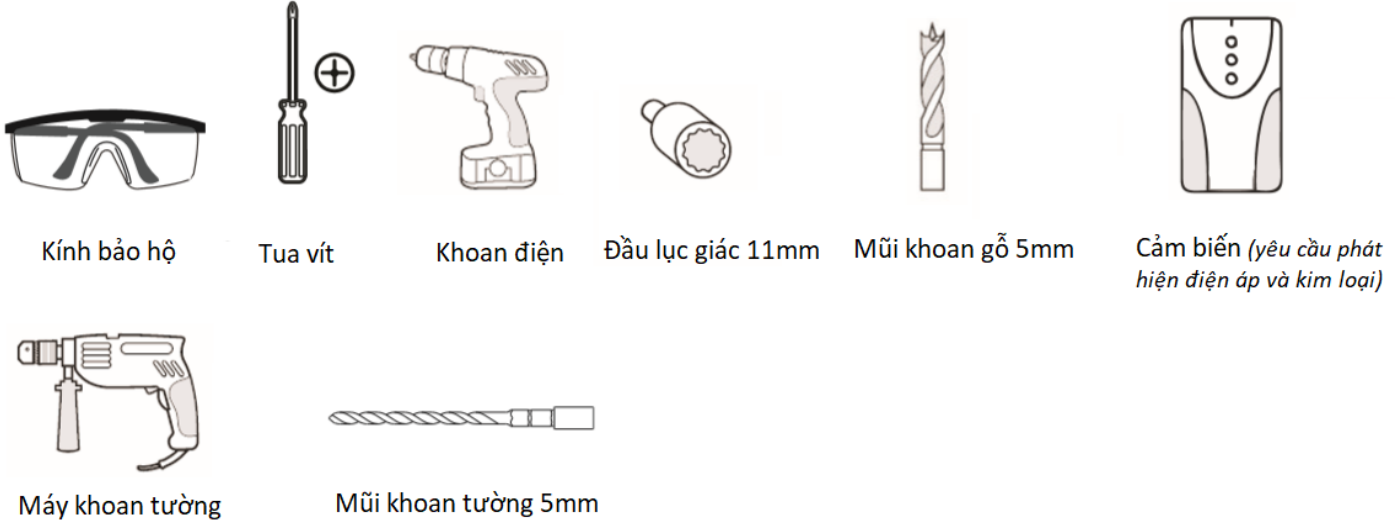 Kính bảo hộ
Tua vít
Khoan điện
Đầu lục giác 11mm
Mũi khoan gỗ 5mm
Cảm biến (yêu cầu phát
hiện điện áp và kim loại)
Máy khoan tường
Mũi khoan tường 5mm